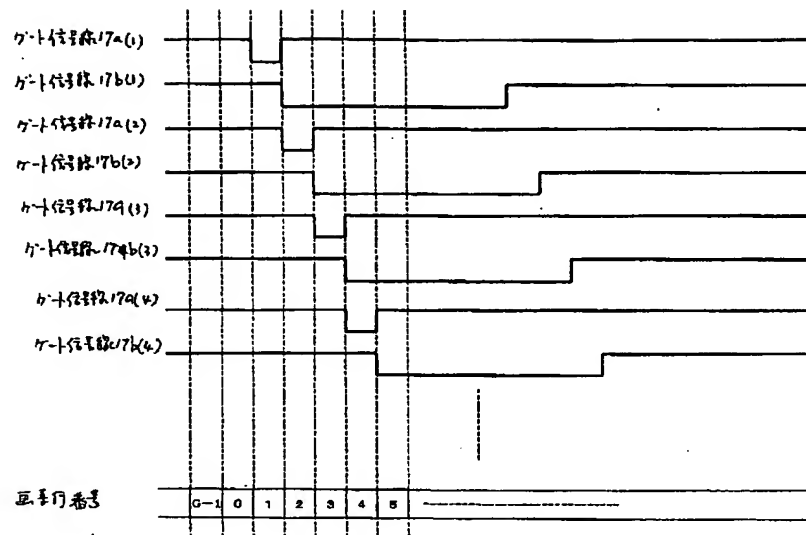 ゲート信号線17a(1)
ゲート信号線17b(1)
ゲート信号線17a(2)
ゲート信号線17b(2)
ゲート信号線17a(3)
ゲート信号線17b(3)
ゲート信号線17a(4)
ゲート信号線17b(4)
画素行番号 G-1 0 1 2 3 4 5